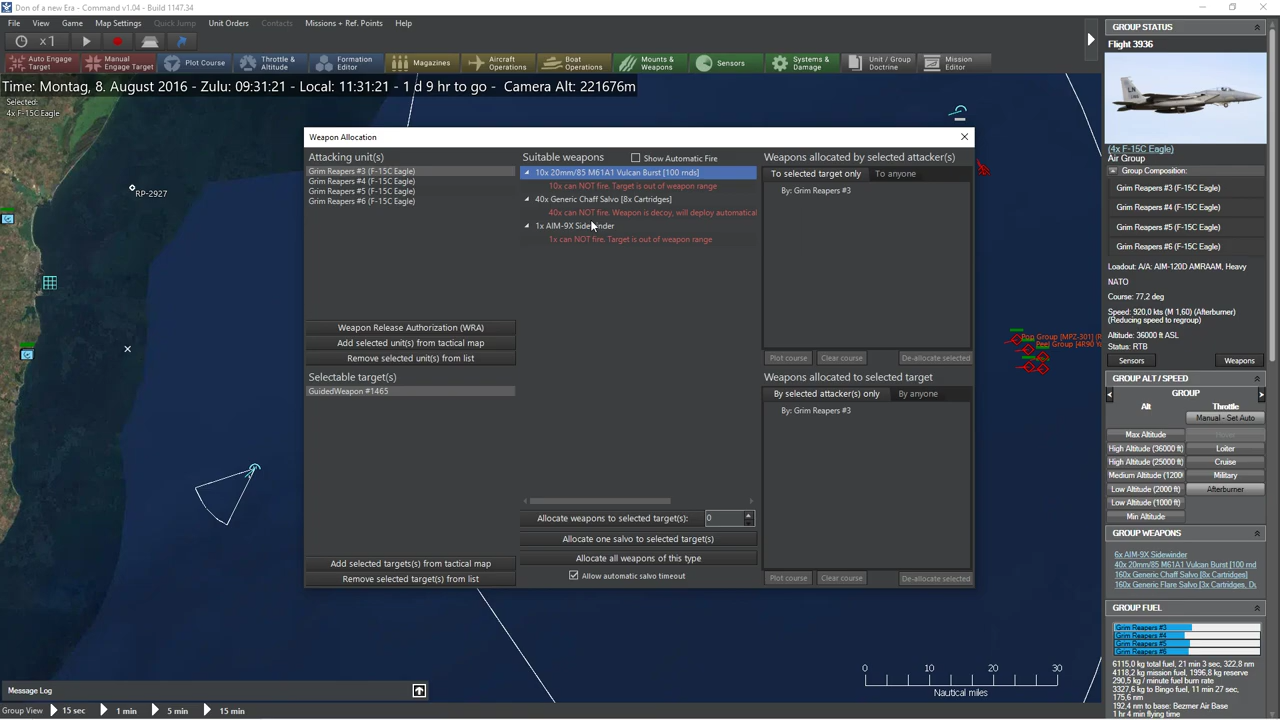 Don of a new Era - Command v1.04 - Build 1147.34
File View Game Map Settings Quick Jump Unit Orders Contacts Missions + Ref. Points Help
x1
Auto Engage Target
Manual Engage Target
Plot Course
Throttle & Altitude
Formation Editor
Magazines
Aircraft Operations
Boat Operations
Mounts & Weapons
Sensors
Systems & Damage
Unit / Group Doctrine
Mission Editor
Time: Montag, 8. August 2016 - Zulu: 09:31:21 - Local: 11:31:21 - 1 d 9 hr to go - Camera Alt: 221676m
Selected:
4x F-15C Eagle
RP-2927
Weapon Allocation
Attacking unit(s)
Grim Reapers #3 (F-15C Eagle)
Grim Reapers #4 (F-15C Eagle)
Grim Reapers #5 (F-15C Eagle)
Grim Reapers #6 (F-15C Eagle)
Weapon Release Authorization (WRA)
Add selected unit(s) from tactical map
Remove selected unit(s) from list
Selectable target(s)
GuidedWeapon #1465
Add selected targets(s) from tactical map
Remove selected target(s) from list
Suitable weapons
Show Automatic Fire
10x 20mm/85 M61A1 Vulcan Burst [100 rnds]
10x can NOT fire. Target is out of weapon range
40x Generic Chaff Salvo [8x Cartridges]
40x can NOT fire. Weapon is decoy, will deploy automatical
1x AIM-9X Sidewinder
1x can NOT fire. Target is out of weapon range
Allocate weapons to selected target(s): 0
Allocate one salvo to selected target(s)
Allocate all weapons of this type
Allow automatic salvo timeout
Weapons allocated by selected attacker(s)
To selected target only To anyone
By: Grim Reapers #3
Plot course Clear course De-allocate selected
Weapons allocated to selected target
By selected attacker(s) only By anyone
By: Grim Reapers #3
Plot course Clear course De-allocate selected
0 10 20 30
Nautical miles
Message Log
Group View 15 sec 1 min 5 min 15 min
GROUP STATUS
Flight 3936
(4x F-15C Eagle)
Air Group
Group Composition:
Grim Reapers #3 (F-15C Eagle)
Grim Reapers #4 (F-15C Eagle)
Grim Reapers #5 (F-15C Eagle)
Grim Reapers #6 (F-15C Eagle)
Loadout: A/A: AIM-120D AMRAAM, Heavy
NATO
Course: 77,2 deg
Speed: 920,0 kts (M 1,60) (Afterburner)
(Reducing speed to regroup)
Altitude: 36000 ft ASL
Status: RTB
Sensors Weapons
GROUP ALT / SPEED
< GROUP >
Alt Throttle
Manual - Set Auto
Max Altitude
High Altitude (36000 ft) Loiter
High Altitude (25000 ft) Cruise
Medium Altitude (1200 Military
Low Altitude (2000 ft) Afterburner
Low Altitude (1000 ft)
Min Altitude
GROUP WEAPONS
6x AIM-9X Sidewinder
40x 20mm/85 M61A1 Vulcan Burst [100 rnd
160x Generic Chaff Salvo [8x Cartridges]
160x Generic Flare Salvo [3x Cartridges, Du
GROUP FUEL
Grim Reapers #3
Grim Reapers #4
Grim Reapers #5
Grim Reapers #6
6115,0 kg total fuel, 21 min 3 sec, 322,8 nm
4118,2 kg mission fuel, 1996,8 kg reserve
290,5 kg / minute fuel burn rate
3327,6 kg to Bingo fuel, 11 min 27 sec,
175,6 nm
192,4 nm to base: Bezmer Air Base
1 hr 4 min flying time